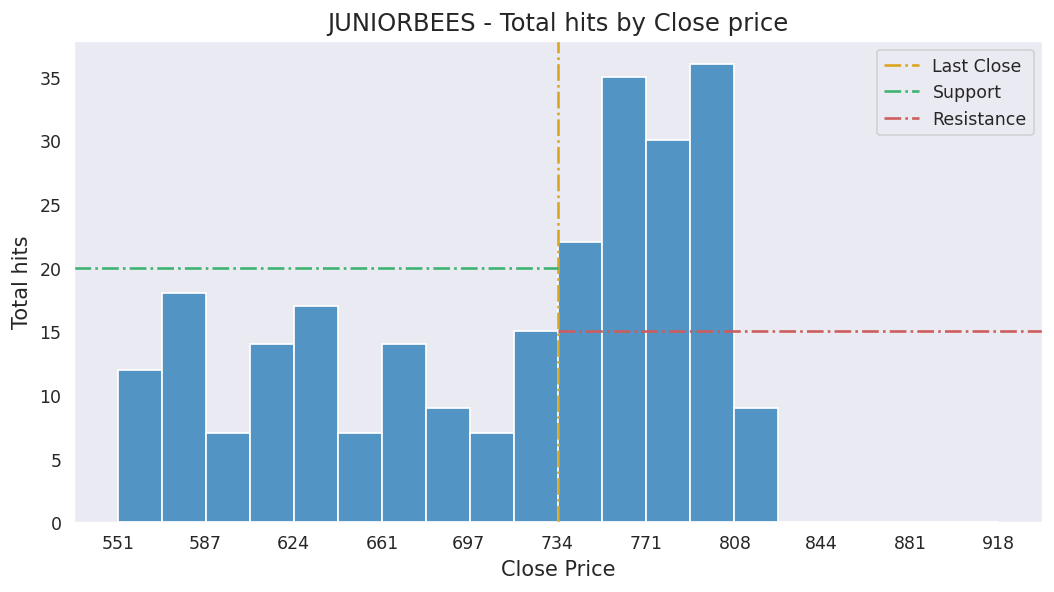 JUNIORBEES - Total hits by Close price
Last Close
Support
Resistance
Total hits
35
30
25
20
15
10
5
0
551 587 624 661 697 734 771 808 844 881 918
Close Price